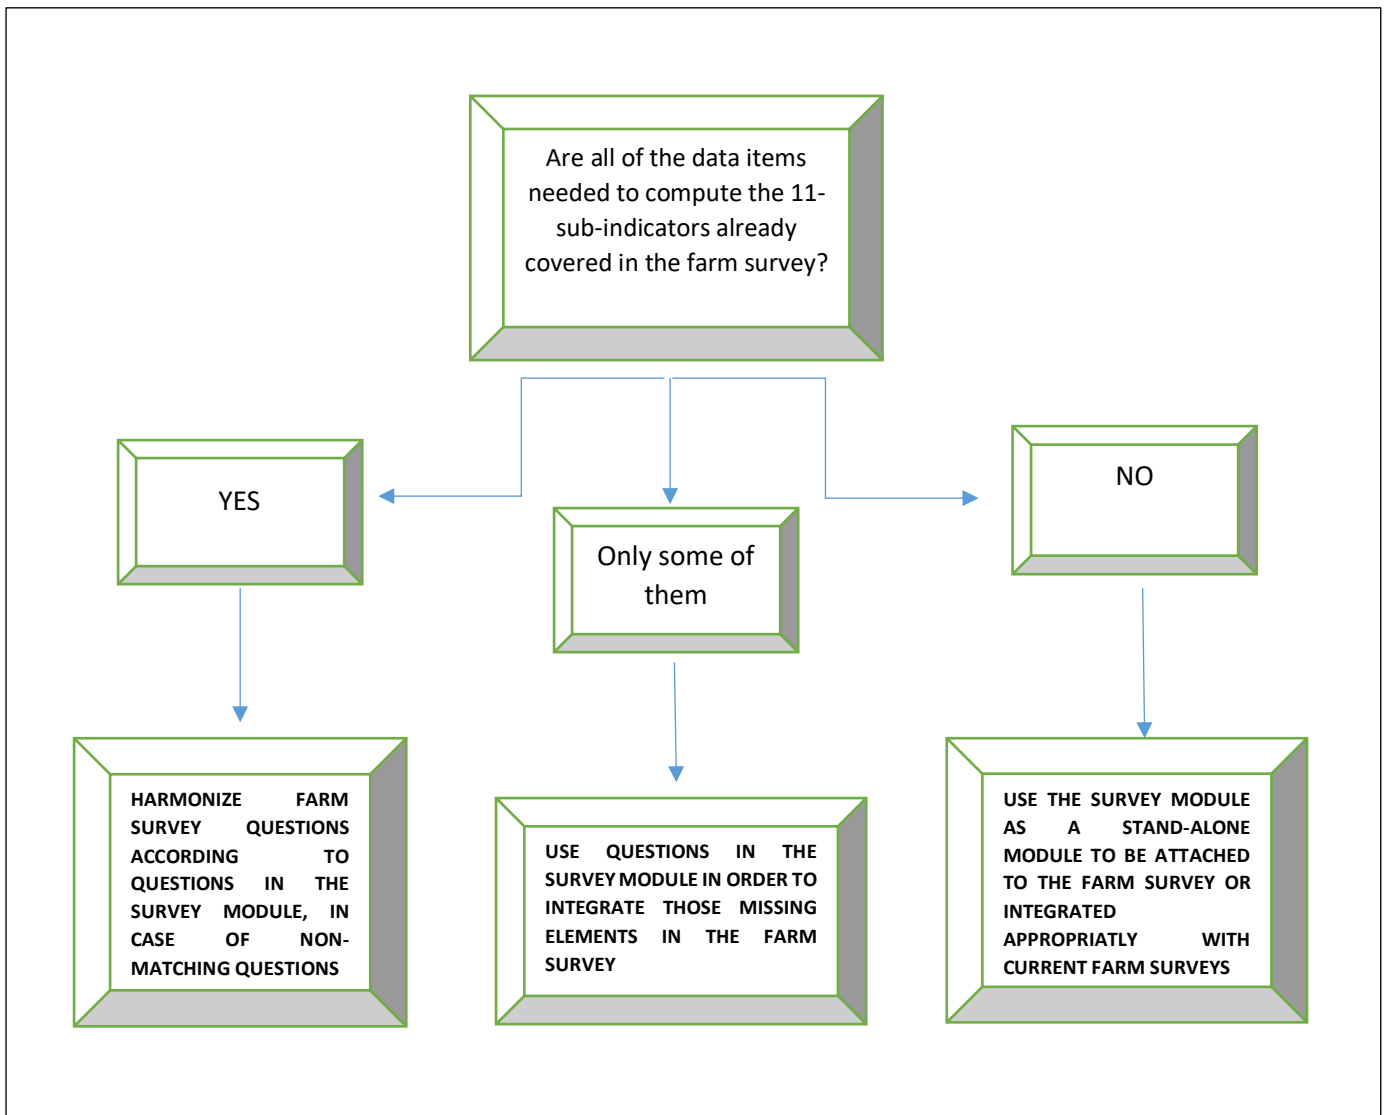 Are all of the data items
needed to compute the 11-
sub-indicators already
covered in the farm survey?
YES
Only some of
them
NO
HARMONIZE FARM
SURVEY QUESTIONS
ACCORDING TO
QUESTIONS IN THE
SURVEY MODULE, IN
CASE OF NON-
MATCHING QUESTIONS
USE QUESTIONS IN THE
SURVEY MODULE IN ORDER TO
INTEGRATE THOSE MISSING
ELEMENTS IN THE FARM
SURVEY
USE THE SURVEY MODULE
AS A STAND-ALONE
MODULE TO BE ATTACHED
TO THE FARM SURVEY OR
INTEGRATED
APPROPRIATLY WITH
CURRENT FARM SURVEYS